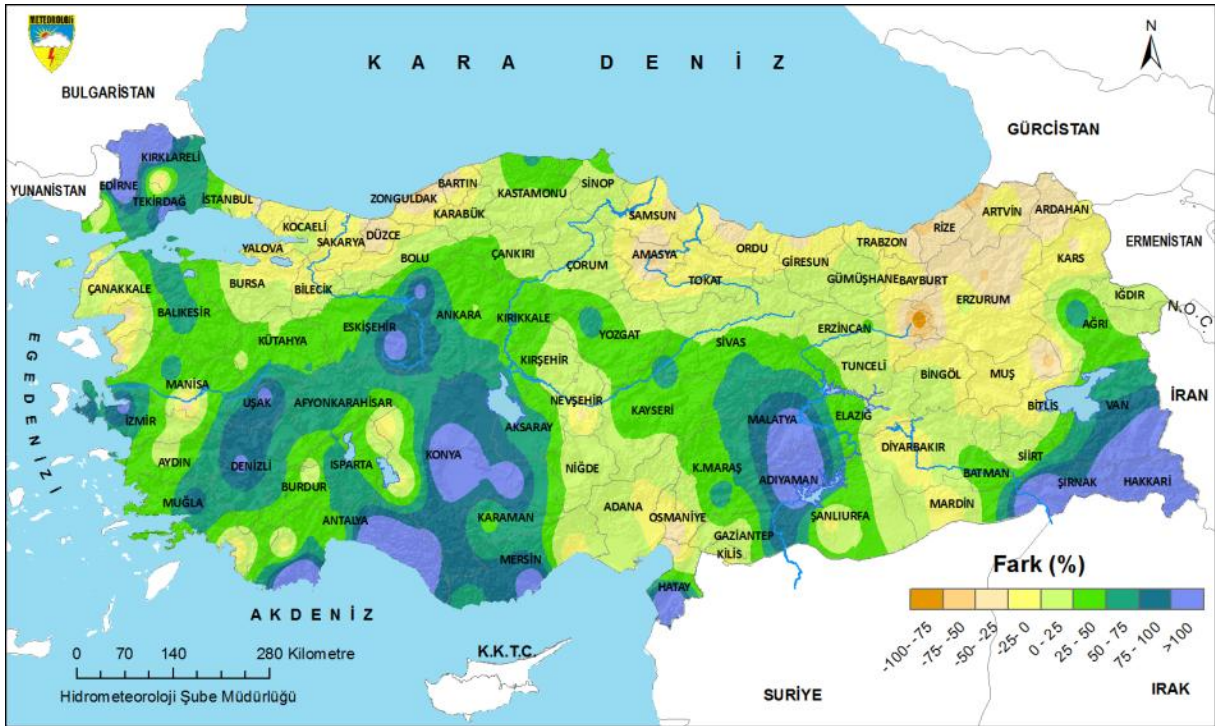 METEOROLOJİ
N
K A R A D E N İ Z
BULGARİSTAN
GÜRCİSTAN
YUNANİSTAN
ERMENİSTAN
N.Ö.C.
İRAN
E G E D E N İ Z İ
KIRKLARELİ
EDİRNE
TEKİRDAĞ
İSTANBUL
KOCAELİ
YALOVA
SAKARYA
DÜZCE
ZONGULDAK
BARTIN
KARABÜK
KASTAMONU
SİNOP
SAMSUN
BOLU
ÇANKIRI
ÇORUM
AMASYA
TOKAT
ORDU
GİRESUN
TRABZON
RİZE
ARTVİN
ARDAHAN
KARS
GÜMÜŞHANE
BAYBURT
ERZURUM
IĞDIR
AĞRI
ÇANAKKALE
BALIKESİR
BURSA
BİLECİK
ESKİŞEHİR
ANKARA
KIRIKKALE
YOZGAT
SİVAS
ERZİNCAN
TUNCELİ
BİNGÖL
MUŞ
BİTLİS
VAN
KÜTAHYA
MANİSA
UŞAK
AFYONKARAHİSAR
KIRŞEHİR
NEVŞEHİR
KAYSERİ
MALATYA
ELAZIĞ
DİYARBAKIR
SİİRT
BATMAN
ŞIRNAK
HAKKARİ
İZMİR
AYDIN
DENİZLİ
ISPARTA
BURDUR
KONYA
AKSARAY
NİĞDE
K.MARAŞ
ADIYAMAN
MARDİN
MUĞLA
ANTALYA
KARAMAN
MERSİN
ADANA
OSMANİYE
GAZİANTEP
KİLİS
ŞANLIURFA
HATAY
A K D E N İ Z
K.K.T.C.
SURİYE
IRAK
Fark (%)
-100--75
-75--50
-50--25
-25-0
0 - 25
25 - 50
50 - 75
75 - 100
>100
0 70 140 280 Kilometre
Hidrometeoroloji Şube Müdürlüğü